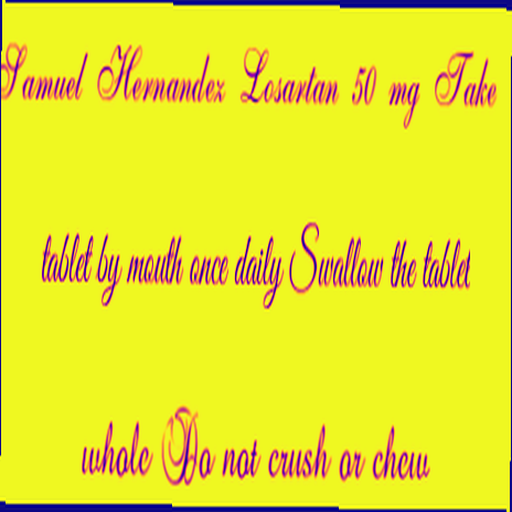 Samuel Hernandez Losartan 50 mg Take
tablet by mouth once daily Swallow the tablet
whole Do not crush or chew